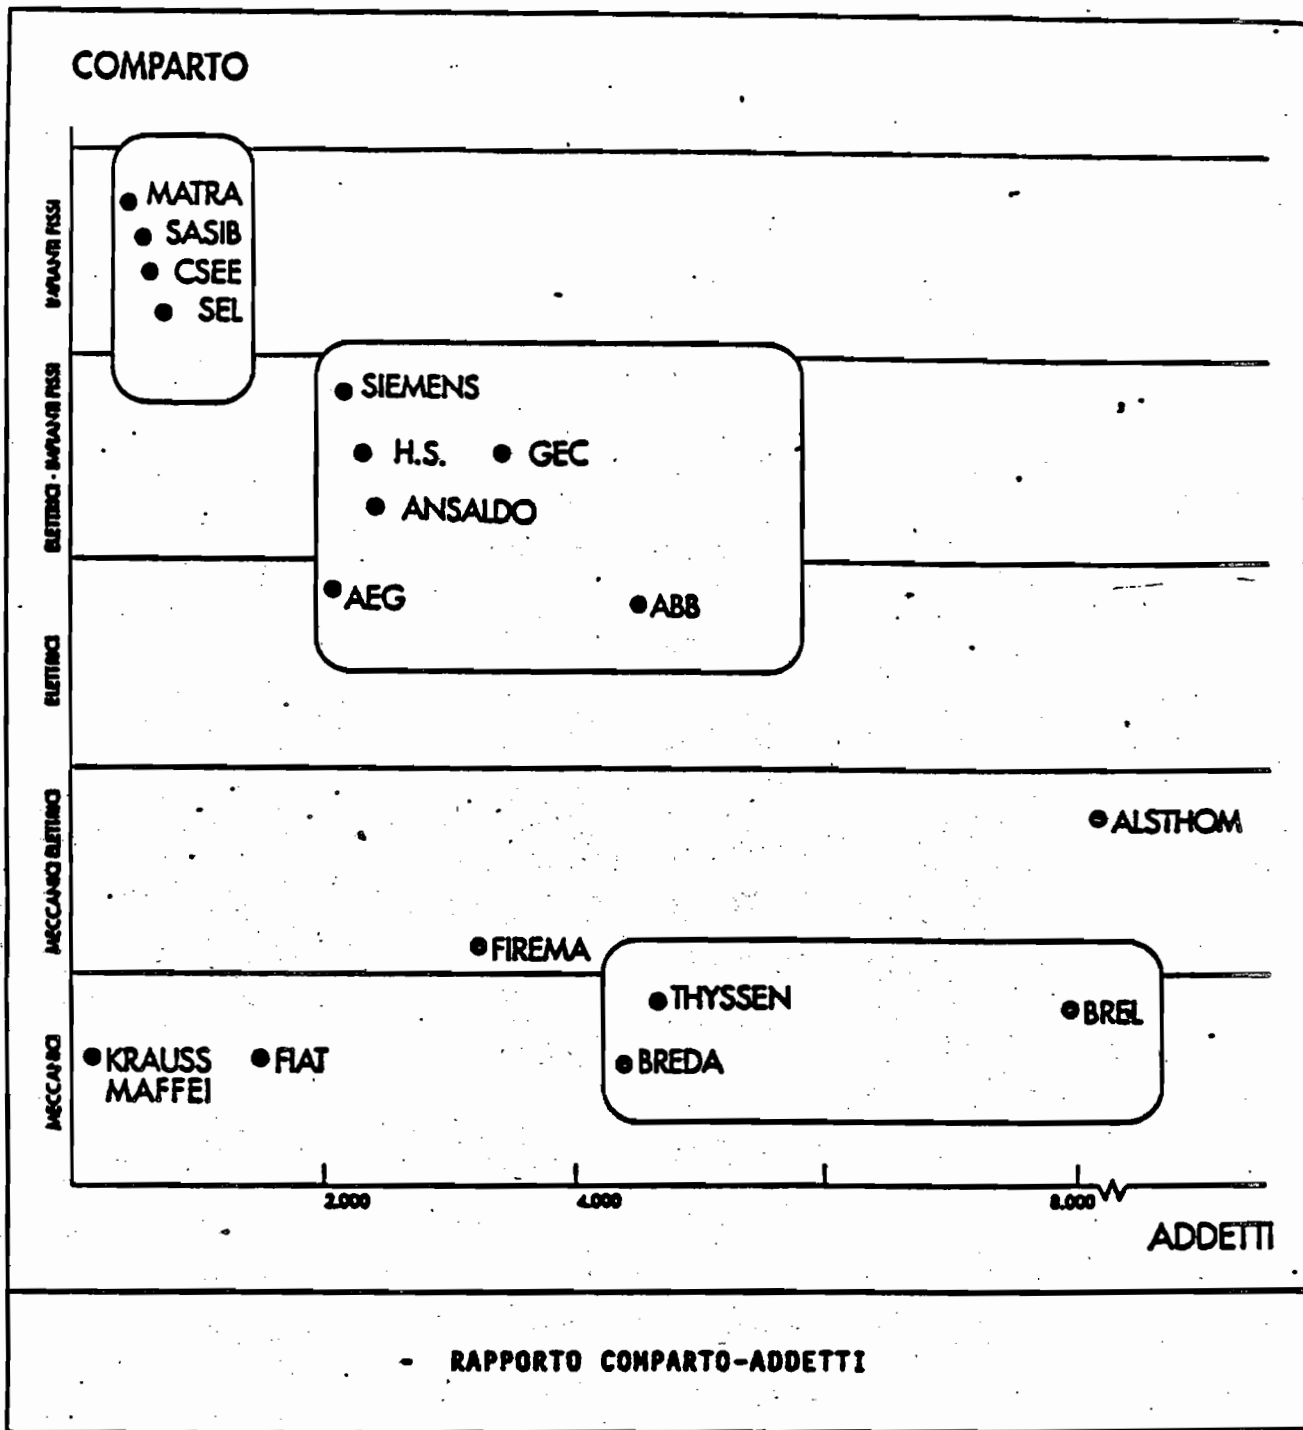 COMPARTO
IMPIANTI FISSI
MATRA
SASIB
CSEE
SEL
ELETTRICI - IMPIANTI FISSI
SIEMENS
H.S.
GEC
ANSALDO
ELETTRICI
AEG
ABB
MECCANICI ELETTRICI
ALSTHOM
FIREMA
MECCANICI
THYSSEN
BREL
KRAUSS
MAFFEI
FIAT
BREDA
2.000
4.000
8.000
ADDETTI
- RAPPORTO COMPARTO-ADDETTI